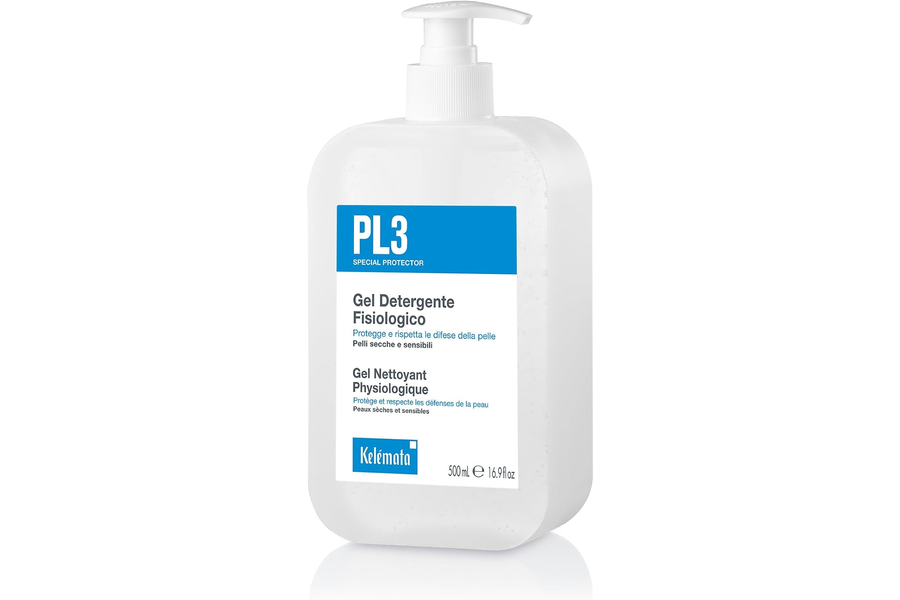 PL3
SPECIAL PROTECTOR
Gel Detergente
Fisiologico
Protegge e rispetta le difese della pelle
Pelli secche e sensibili
Gel Nettoyant
Physiologique
Protège et respecte les défenses de la peau
Peaux sèches et sensibles
Kelémata
500 mL ℮ 16.9 fl oz